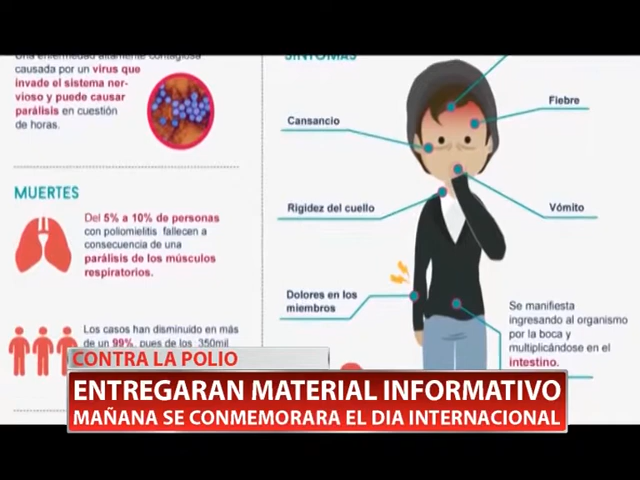 Una enfermedad altamente contagiosa
causada por un virus que
invade el sistema ner-
vioso y puede causar
parálisis en cuestión
de horas.
MUERTES
Del 5% a 10% de personas
con poliomielitis fallecen a
consecuencia de una
parálisis de los músculos
respiratorios.
Los casos han disminuido en más
de un 99%, pues de los 350mil
SÍNTOMAS
Fiebre
Cansancio
Rigidez del cuello
Vómito
Dolores en los
miembros
Se manifiesta
ingresando al organismo
por la boca y
multiplicándose en el
intestino.
CONTRA LA POLIO
ENTREGARAN MATERIAL INFORMATIVO
MAÑANA SE CONMEMORARA EL DIA INTERNACIONAL